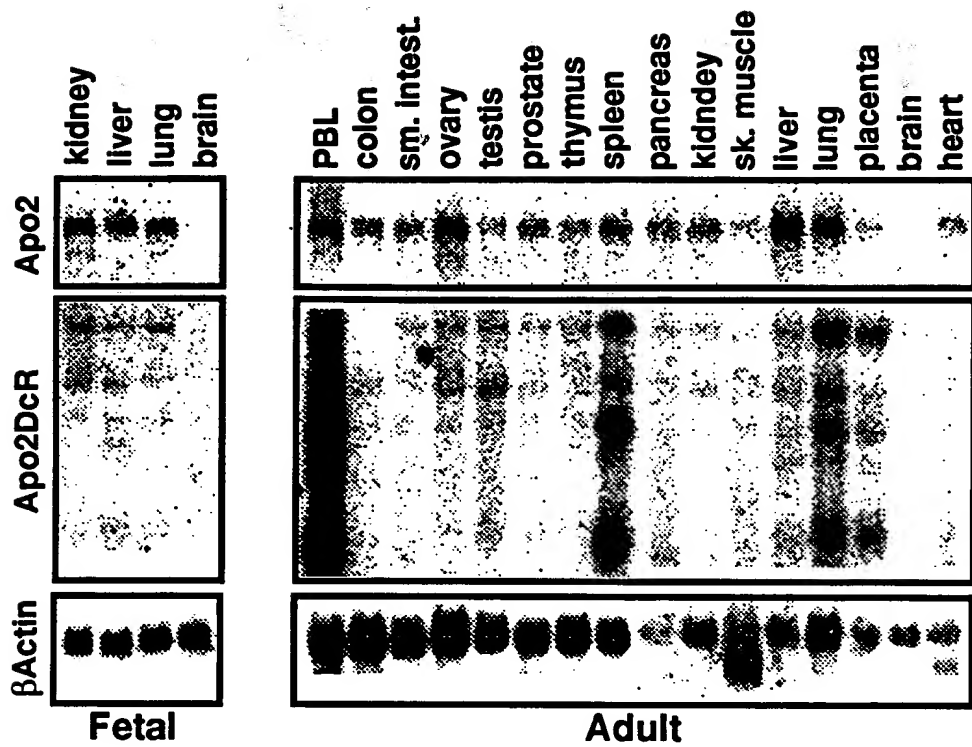 kidney
liver
lung
brain
PBL
colon
sm. intest.
ovary
testis
prostate
thymus
spleen
pancreas
kidndey
sk. muscle
liver
lung
placenta
brain
heart
Apo2
Apo2DcR
βActin
Fetal
Adult